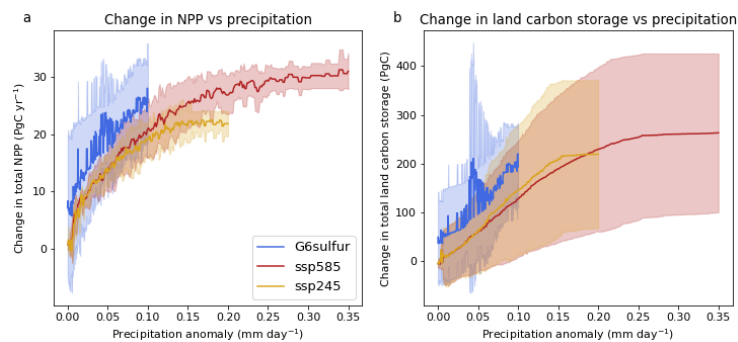 a
Change in NPP vs precipitation
Change in total NPP (PgC yr⁻¹)
30
20
10
0
G6sulfur
ssp585
ssp245
0.00 0.05 0.10 0.15 0.20 0.25 0.30 0.35
Precipitation anomaly (mm day⁻¹)
b
Change in land carbon storage vs precipitation
Change in total land carbon storage (PgC)
400
300
200
100
0
0.00 0.05 0.10 0.15 0.20 0.25 0.30 0.35
Precipitation anomaly (mm day⁻¹)